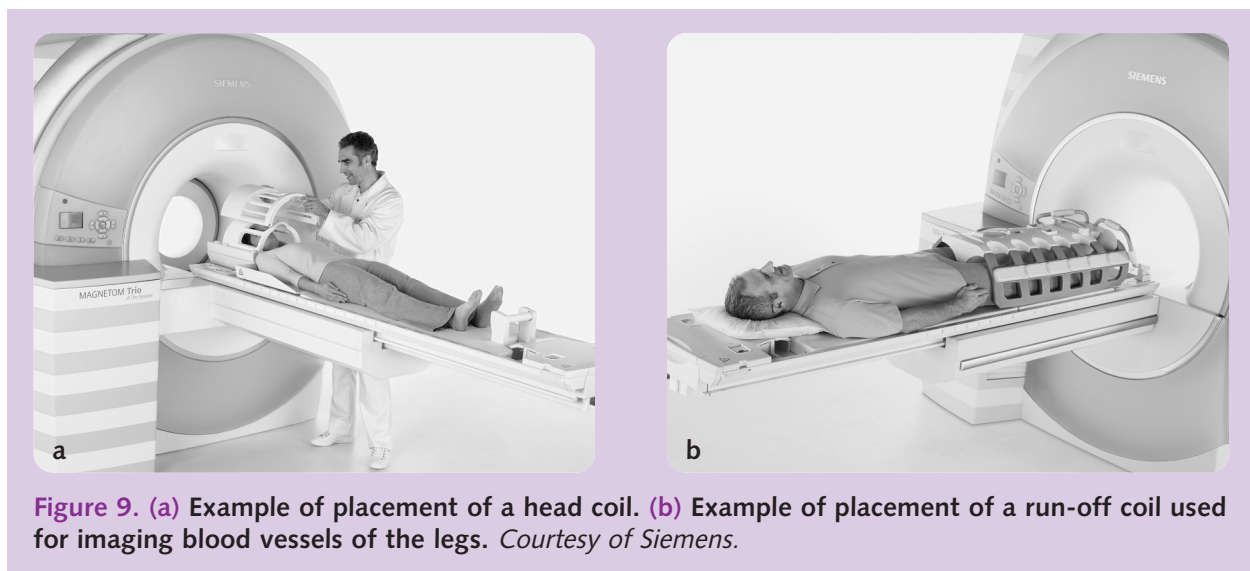 SIEMENS
MAGNETOM Trio
a
SIEMENS
b
Figure 9. (a) Example of placement of a head coil. (b) Example of placement of a run-off coil used
for imaging blood vessels of the legs. Courtesy of Siemens.